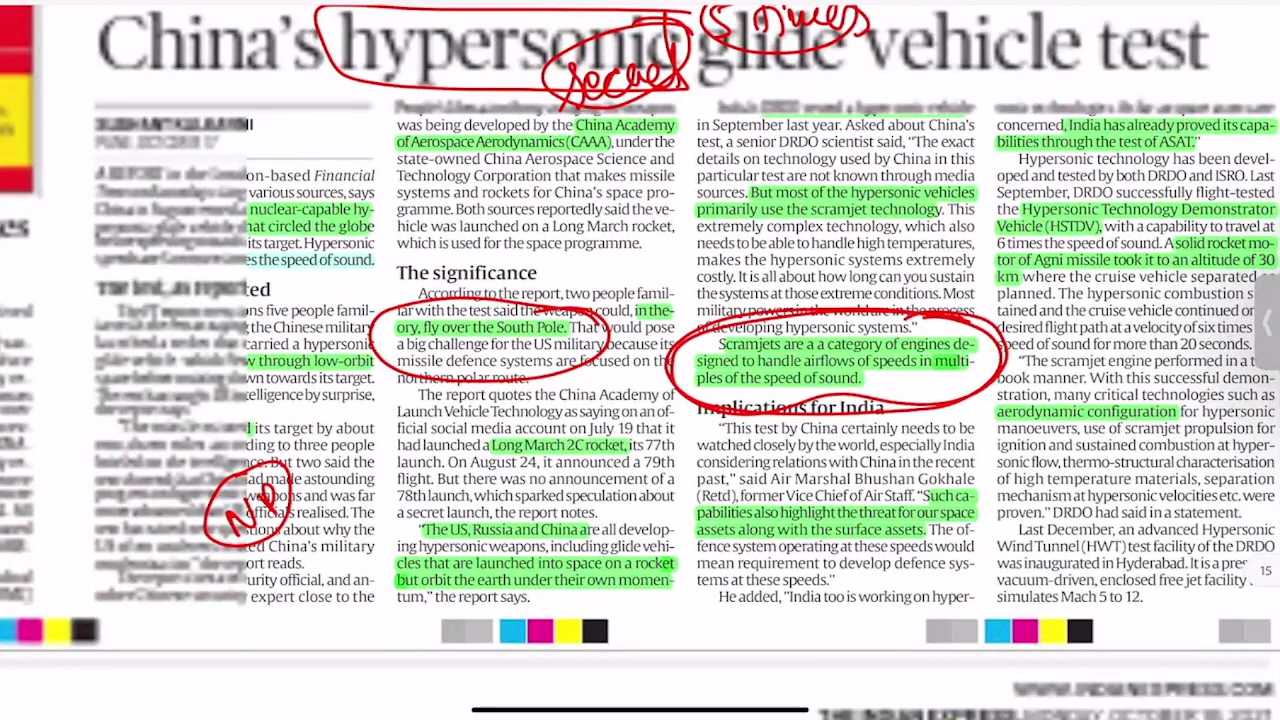 China's hypersonic glide vehicle test
5 times
secret
on-based Financial
various sources, says
nuclear-capable hy-
hat circled the globe
its target. Hypersonic
es the speed of sound.
ted
ons five people famil-
the Chinese military
carried a hypersonic
w through low-orbit
own towards its target.
telligence by surprise,
its target by about
ording to three people
But two said the
ad made astounding
and was far
realised. The
about why the
China's military
ort reads.
urity official, and an-
expert close to the
NP
was being developed by the China Academy
of Aerospace Aerodynamics (CAAA), under the
state-owned China Aerospace Science and
Technology Corporation that makes missile
systems and rockets for China's space pro-
gramme. Both sources reportedly said the ve-
hicle was launched on a Long March rocket,
which is used for the space programme.
The significance
According to the report, two people famil-
iar with the test said the weapon could, in the-
ory, fly over the South Pole. That would pose
a big challenge for the US military because its
missile defence systems are focused on the
northern polar route.
The report quotes the China Academy of
Launch Vehicle Technology as saying on an of-
ficial social media account on July 19 that it
had launched a Long March 2C rocket, its 77th
launch. On August 24, it announced a 79th
flight. But there was no announcement of a
78th launch, which sparked speculation about
a secret launch, the report notes.
"The US, Russia and China are all develop-
ing hypersonic weapons, including glide vehi-
cles that are launched into space on a rocket
but orbit the earth under their own momen-
tum," the report says.
in September last year. Asked about China's
test, a senior DRDO scientist said, "The exact
details on technology used by China in this
particular test are not known through media
sources. But most of the hypersonic vehicles
primarily use the scramjet technology. This
extremely complex technology, which also
needs to be able to handle high temperatures,
makes the hypersonic systems extremely
costly. It is all about how long can you sustain
the systems at those extreme conditions. Most
military powers in the world are in the process
of developing hypersonic systems."
Scramjets are a a category of engines de-
signed to handle airflows of speeds in multi-
ples of the speed of sound.
Implications for India
"This test by China certainly needs to be
watched closely by the world, especially India
considering relations with China in the recent
past," said Air Marshal Bhushan Gokhale
(Retd), former Vice Chief of Air Staff. "Such ca-
pabilities also highlight the threat for our space
assets along with the surface assets. The of-
fence system operating at these speeds would
mean requirement to develop defence sys-
tems at these speeds."
He added, "India too is working on hyper-
concerned, India has already proved its capa-
bilities through the test of ASAT."
Hypersonic technology has been devel-
oped and tested by both DRDO and ISRO. Last
September, DRDO successfully flight-tested
the Hypersonic Technology Demonstrator
Vehicle (HSTDV), with a capability to travel at
6 times the speed of sound. A solid rocket mo-
tor of Agni missile took it to an altitude of 30
km where the cruise vehicle separated
planned. The hypersonic combustion
tained and the cruise vehicle continued on
desired flight path at a velocity of six times
speed of sound for more than 20 seconds.
"The scramjet engine performed in a
book manner. With this successful demon-
stration, many critical technologies such as
aerodynamic configuration for hypersonic
manoeuvers, use of scramjet propulsion for
ignition and sustained combustion at hyper-
sonic flow, thermo-structural characterisation
of high temperature materials, separation
mechanism at hypersonic velocities etc. were
proven." DRDO had said in a statement.
Last December, an advanced Hypersonic
Wind Tunnel (HWT) test facility of the DRDO
was inaugurated in Hyderabad. It is a
vacuum-driven, enclosed free jet facility
simulates Mach 5 to 12.
15
WWW.INDIANEXPRESS.COM